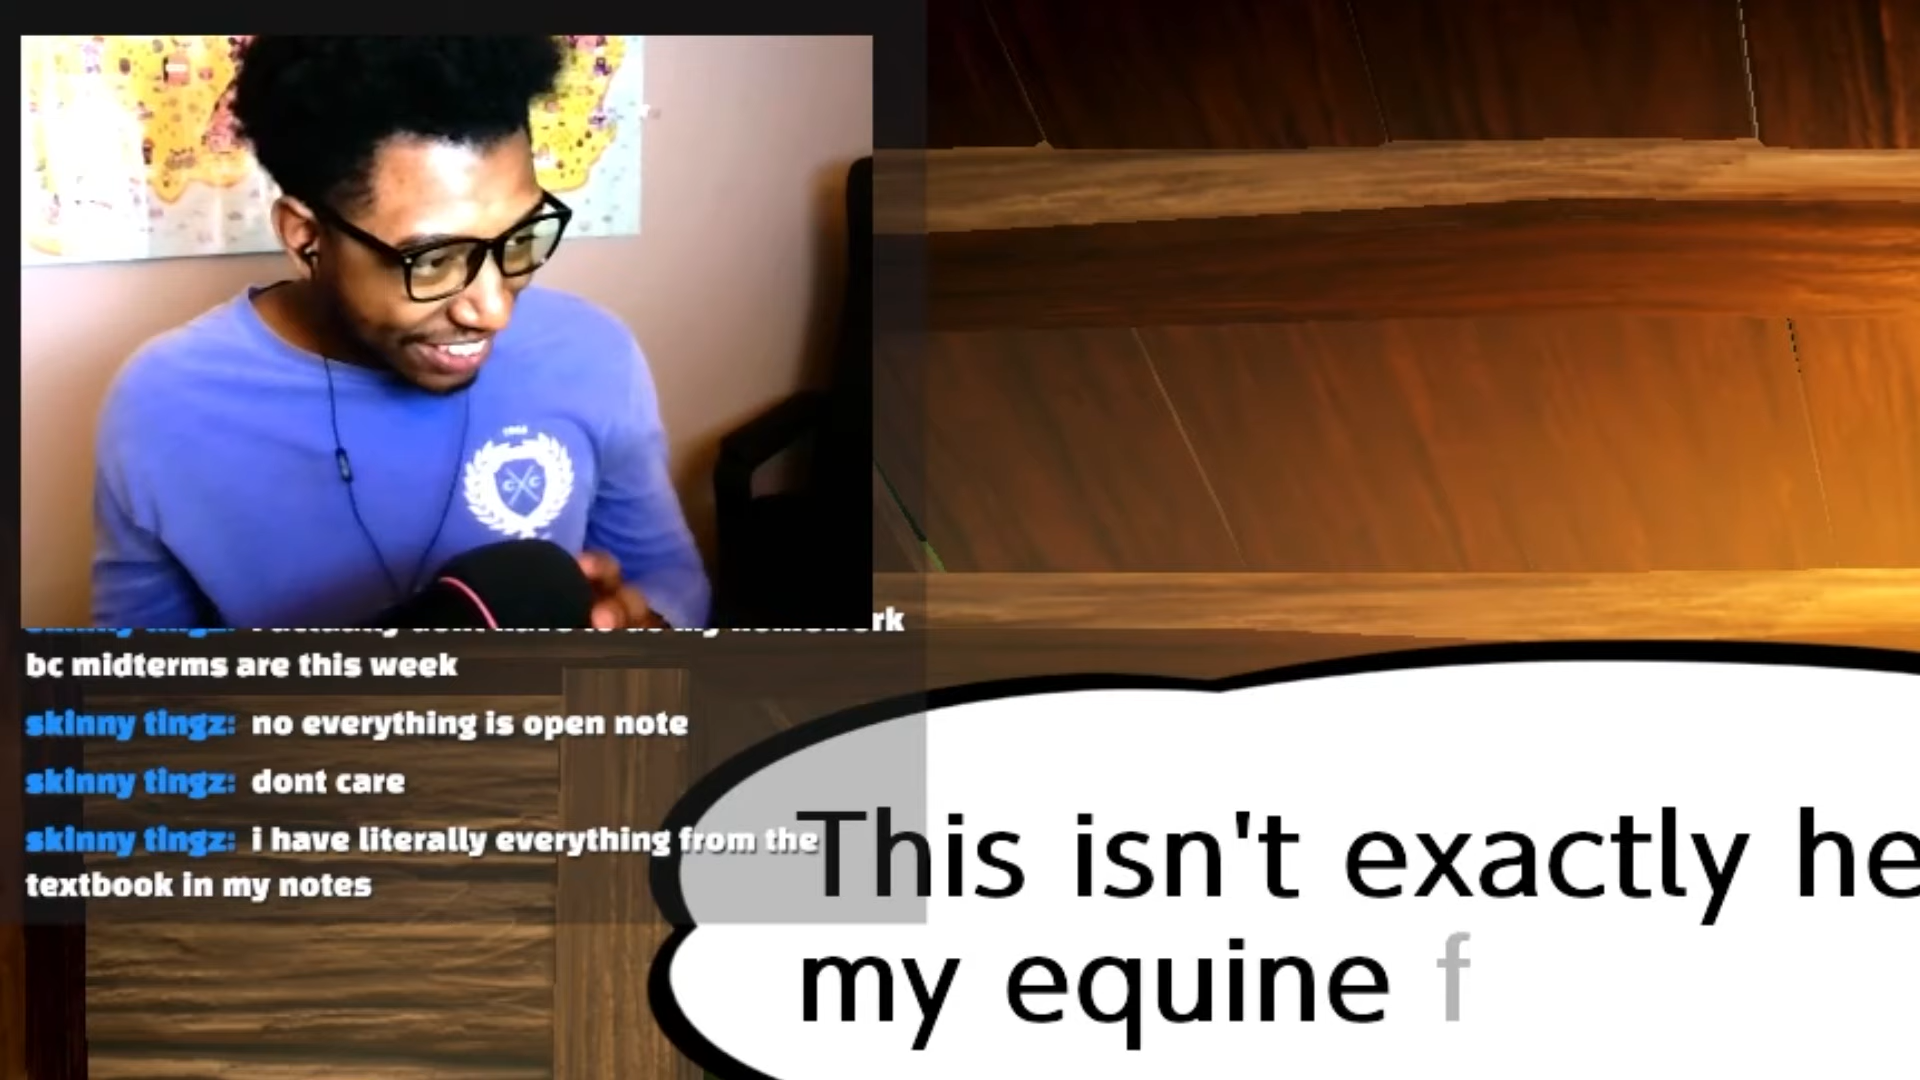 rk
bc midterms are this week
skinny tingz: no everything is open note
skinny tingz: dont care
skinny tingz: i have literally everything from the
textbook in my notes
This isn't exactly he
my equine f